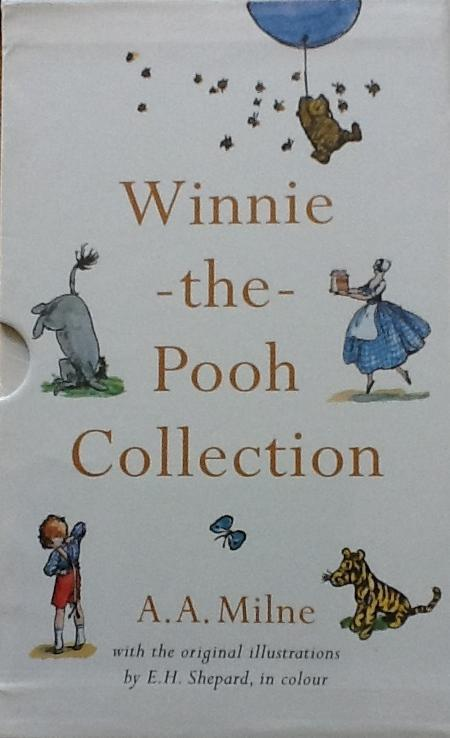 Winnie
-the-
Pooh
Collection
A.A. Milne
with the original illustrations
by E.H. Shepard, in colour